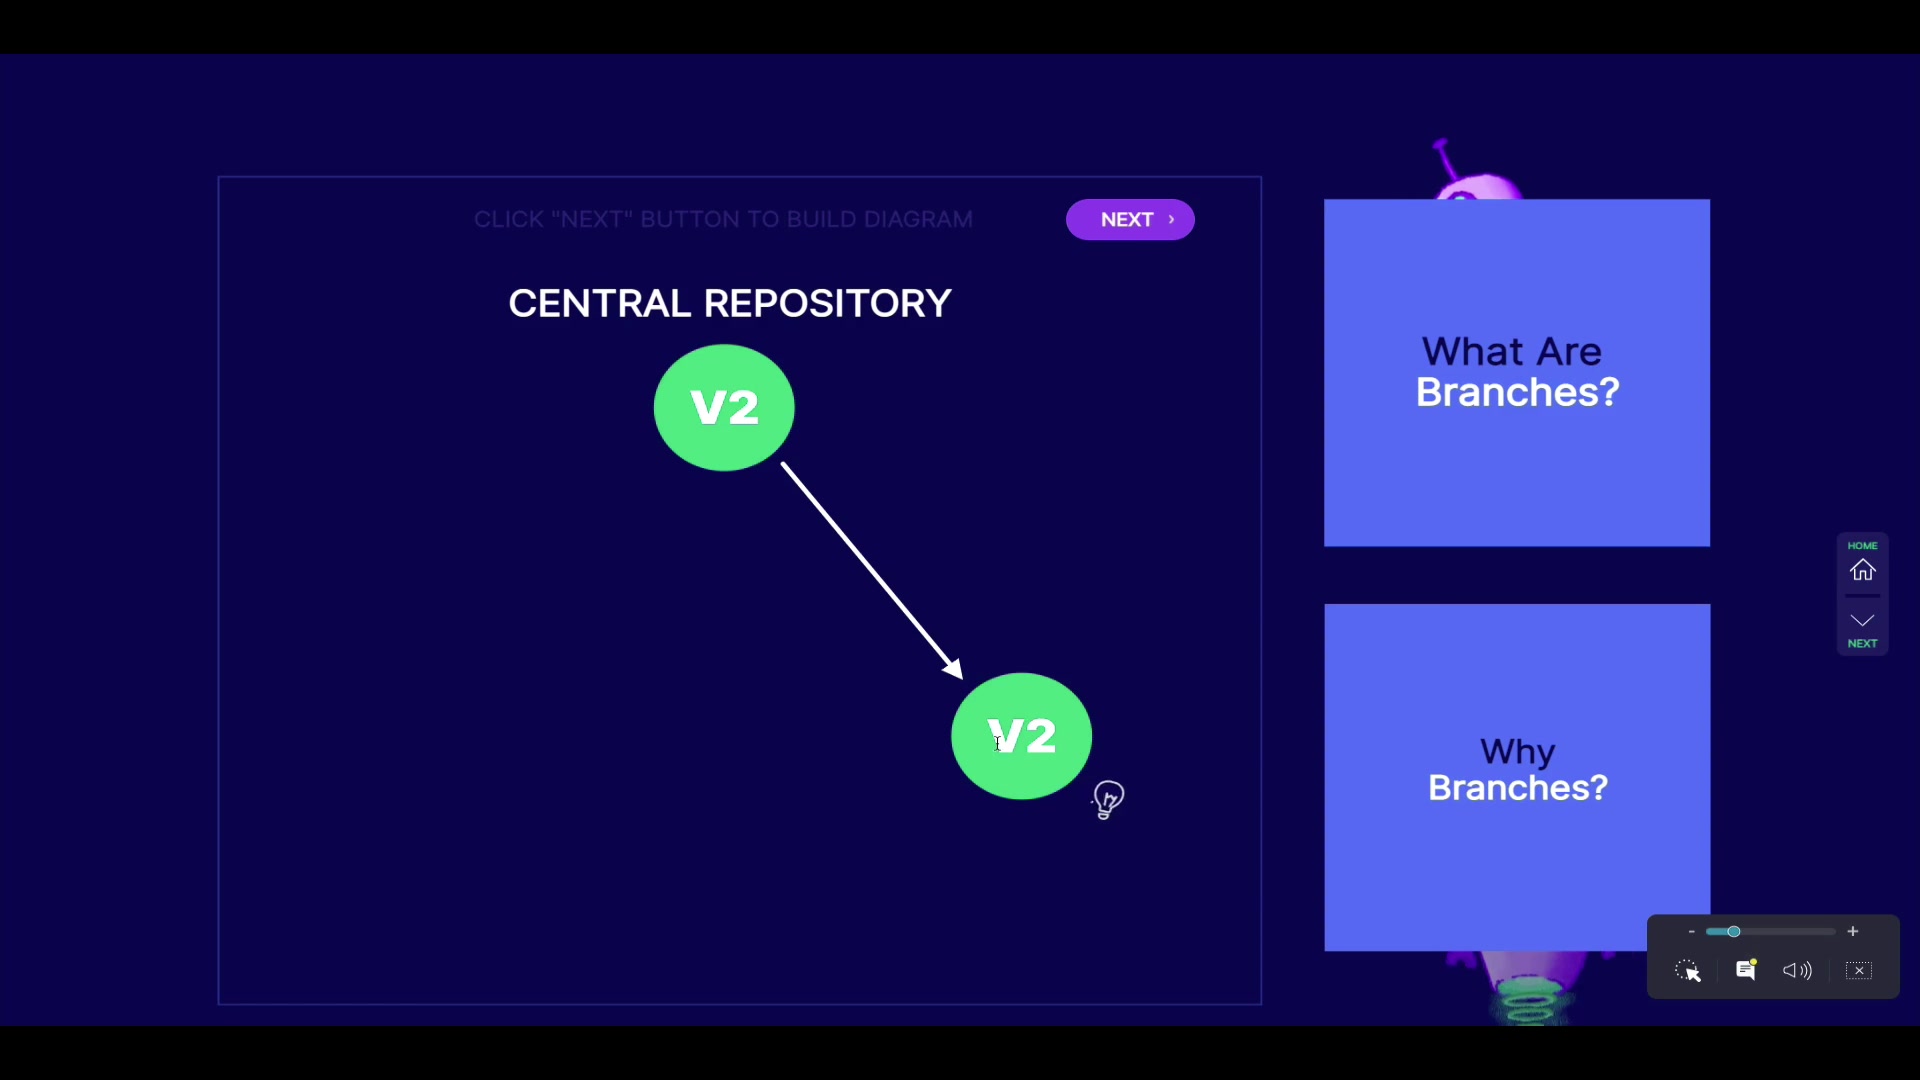 CLICK "NEXT" BUTTON TO BUILD DIAGRAM
NEXT ›
CENTRAL REPOSITORY
V2
V2
What Are
Branches?
Why
Branches?
HOME
NEXT
- +